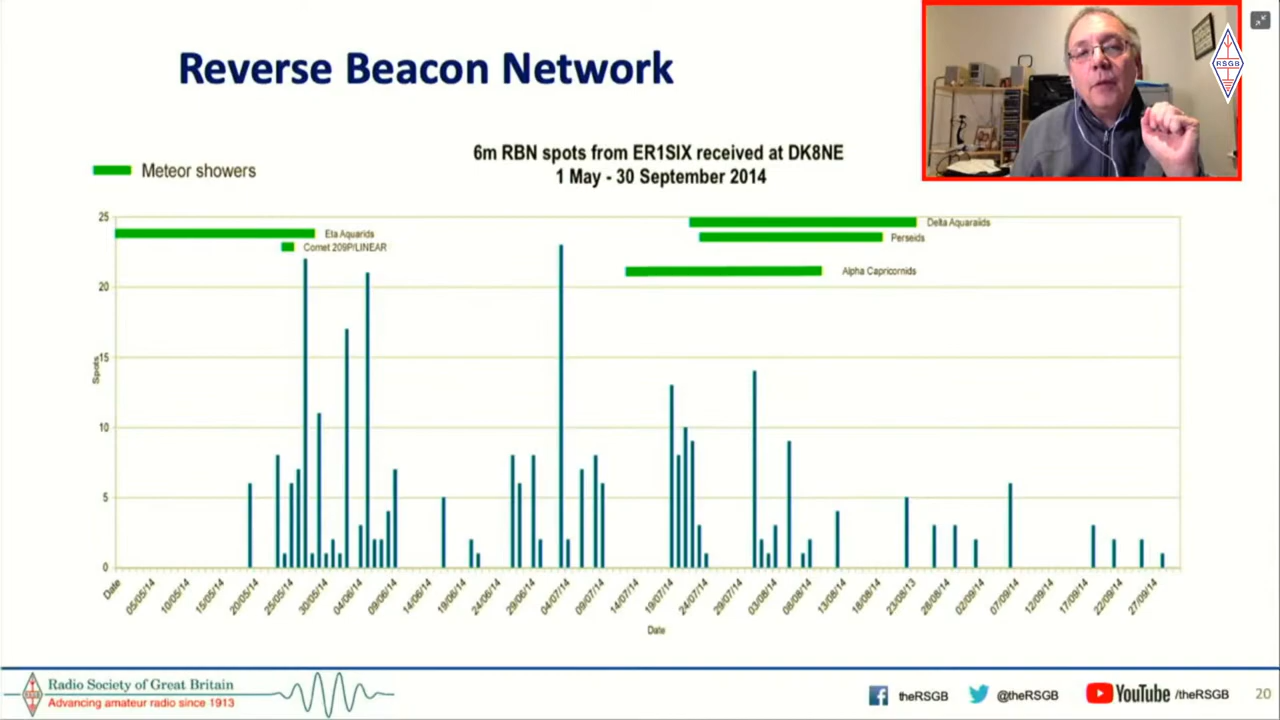 Reverse Beacon Network
RSGB
Meteor showers
6m RBN spots from ER1SIX received at DK8NE
1 May - 30 September 2014
Eta Aquarids
Comet 209P/LINEAR
Delta Aquaraiids
Perseids
Alpha Capricornids
Spots
25
20
15
10
5
0
Date
05/05/14
10/05/14
15/05/14
20/05/14
25/05/14
30/05/14
04/06/14
09/06/14
14/06/14
19/06/14
24/06/14
29/06/14
04/07/14
09/07/14
14/07/14
19/07/14
24/07/14
29/07/14
03/08/14
08/08/14
13/08/14
18/08/14
23/08/13
28/08/14
02/09/14
07/09/14
12/09/14
17/09/14
22/09/14
27/09/14
Date
Radio Society of Great Britain
Advancing amateur radio since 1913
theRSGB
@theRSGB
YouTube /theRSGB
20